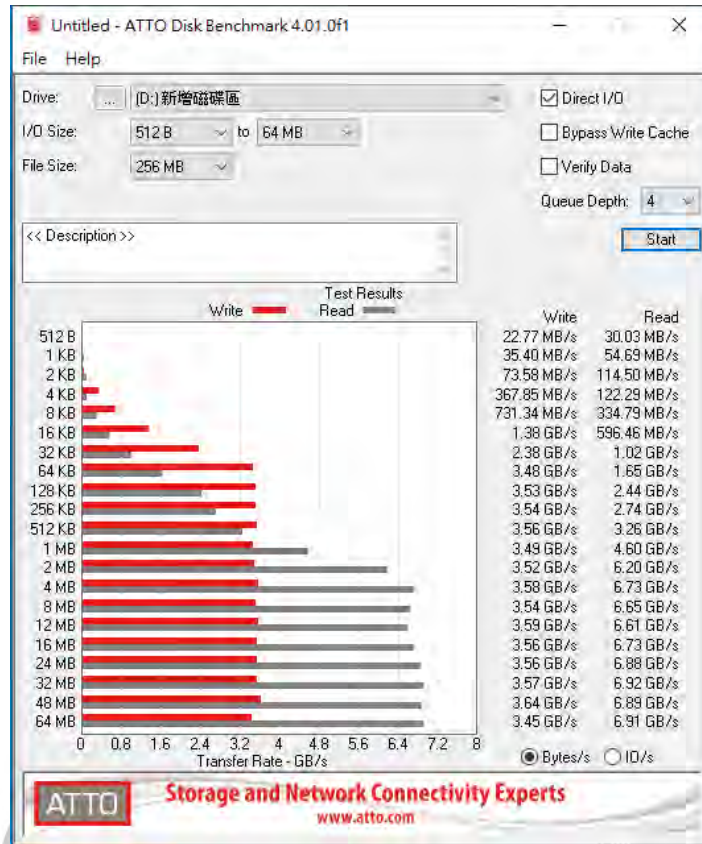 Untitled - ATTO Disk Benchmark 4.01.0f1
File Help
Drive: ... (D:)新增磁碟區 Direct I/O
I/O Size: 512 B to 64 MB Bypass Write Cache
File Size: 256 MB Verify Data
Queue Depth: 4
<< Description >> Start
Test Results
Write Read Write Read
512 B 22.77 MB/s 30.03 MB/s
1 KB 35.40 MB/s 54.69 MB/s
2 KB 73.58 MB/s 114.50 MB/s
4 KB 367.85 MB/s 122.29 MB/s
8 KB 731.34 MB/s 334.79 MB/s
16 KB 1.38 GB/s 596.46 MB/s
32 KB 2.38 GB/s 1.02 GB/s
64 KB 3.48 GB/s 1.65 GB/s
128 KB 3.53 GB/s 2.44 GB/s
256 KB 3.54 GB/s 2.74 GB/s
512 KB 3.56 GB/s 3.26 GB/s
1 MB 3.49 GB/s 4.60 GB/s
2 MB 3.52 GB/s 6.20 GB/s
4 MB 3.58 GB/s 6.73 GB/s
8 MB 3.54 GB/s 6.65 GB/s
12 MB 3.59 GB/s 6.61 GB/s
16 MB 3.56 GB/s 6.73 GB/s
24 MB 3.56 GB/s 6.88 GB/s
32 MB 3.57 GB/s 6.92 GB/s
48 MB 3.64 GB/s 6.89 GB/s
64 MB 3.45 GB/s 6.91 GB/s
0 0.8 1.6 2.4 3.2 4 4.8 5.6 6.4 7.2 8
Transfer Rate - GB/s Bytes/s IO/s
ATTO Storage and Network Connectivity Experts
www.atto.com